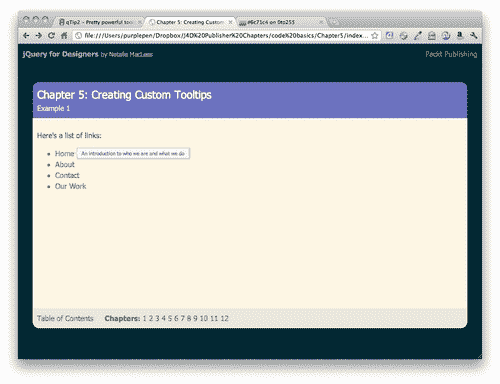 qTip2 - Pretty powerful too
Chapter 5: Creating Custom
#6c71c4 on 0to255
file:///Users/purplepen/Dropbox/J4D%20Publisher%20Chapters/code%20basics/Chapter5/index
jQuery for Designers by Natalie MacLees
Packt Publishing
Chapter 5: Creating Custom Tooltips
Example 1
Here's a list of links:
Home An introduction to who we are and what we do
About
Contact
Our Work
Table of Contents Chapters: 1 2 3 4 5 6 7 8 9 10 11 12